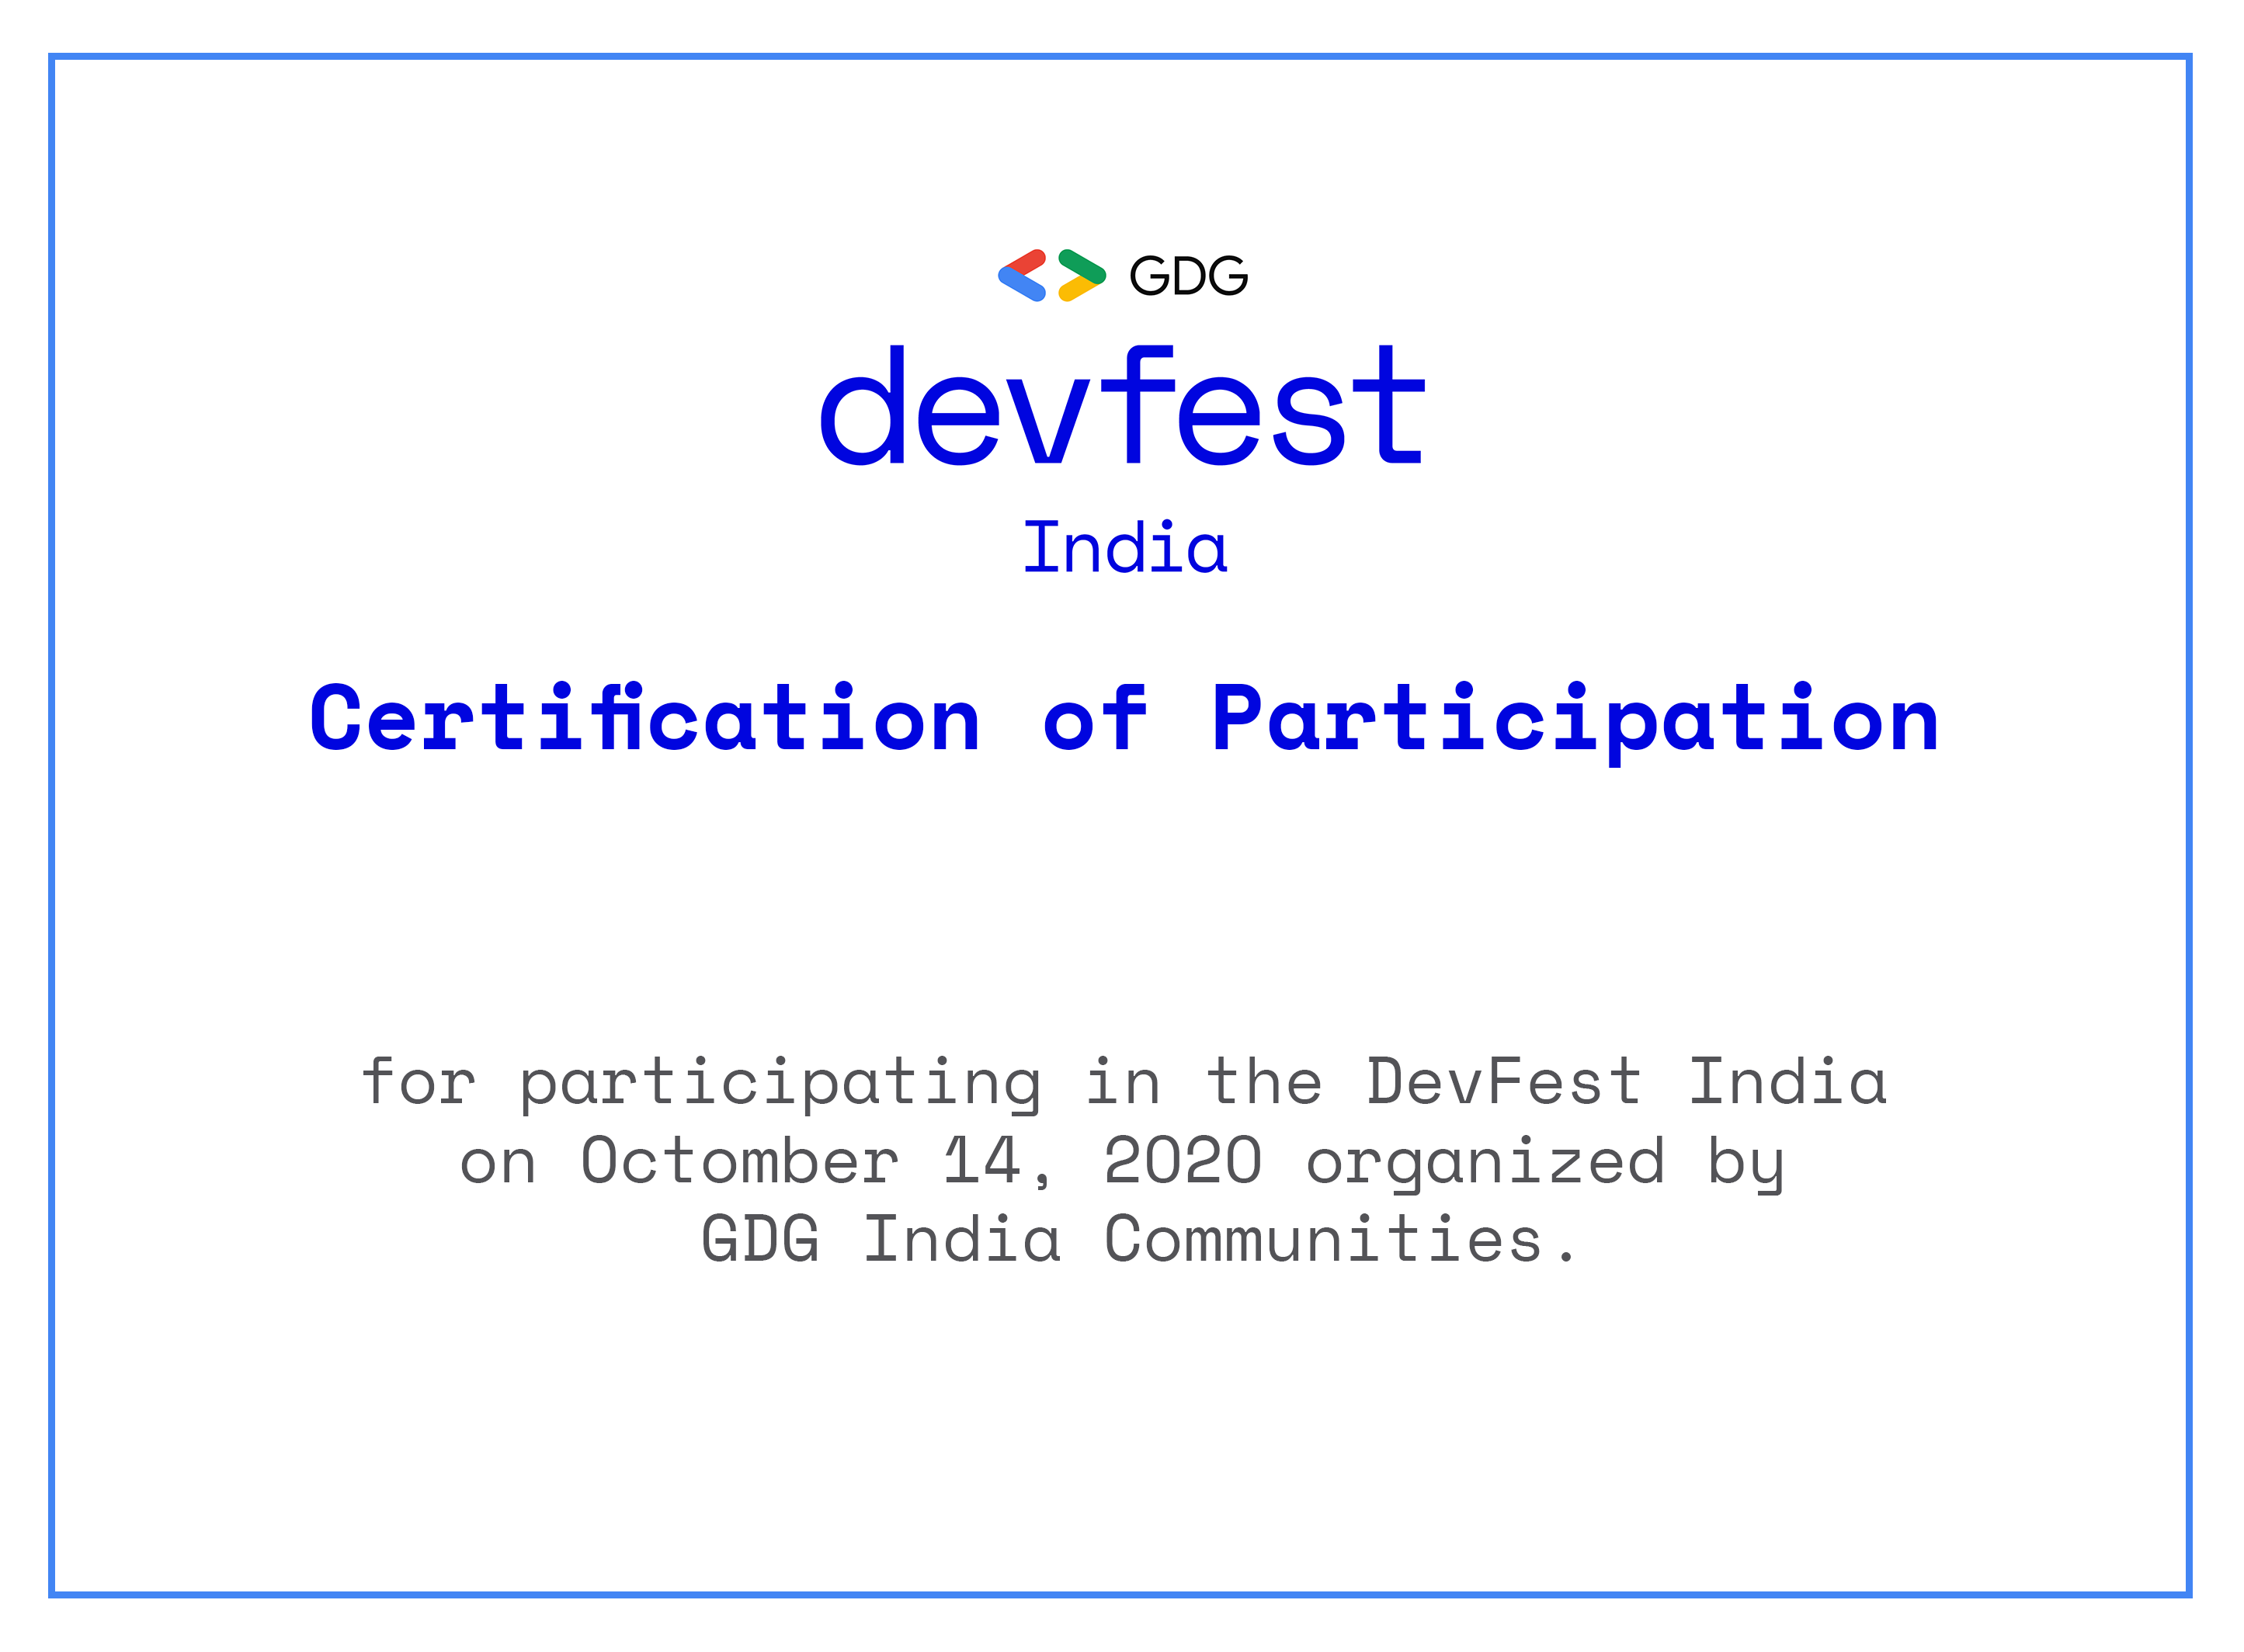 GDG
devfest
India
Certification of Participation
for participating in the DevFest India
on Octomber 14, 2020 organized by
GDG India Communities.